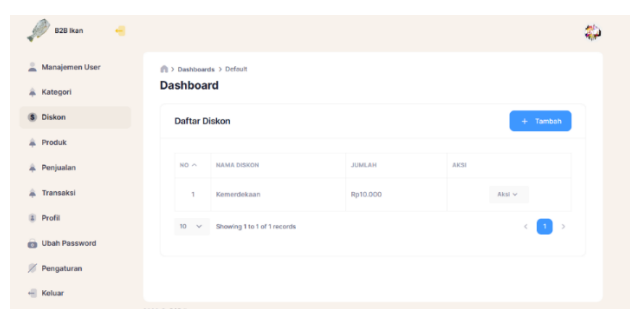 B2B Ikan
Manajemen User
Kategori
Diskon
Produk
Penjualan
Transaksi
Profil
Ubah Password
Pengaturan
Keluar
> Dashboards > Default
Dashboard
Daftar Diskon
+ Tambah
NO NAMA DISKON JUMLAH AKSI
1 Kemerdekaan Rp10.000 Aksi
10 Showing 1 to 1 of 1 records
< 1 >